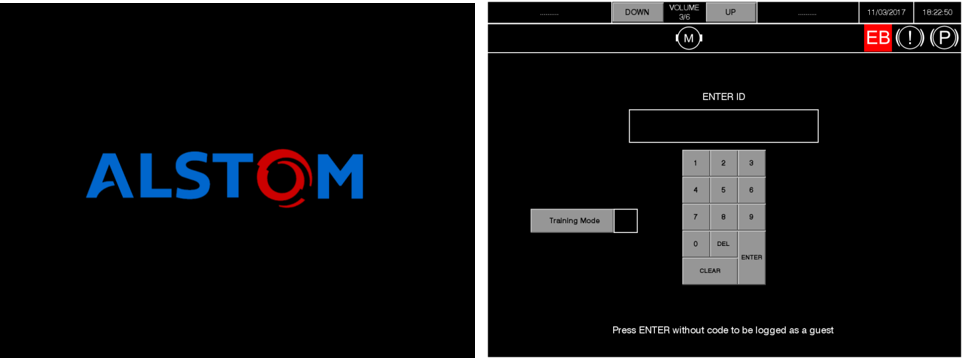 ALSTOM
........... DOWN VOLUME 3/6 UP ........... 11/03/2017 18:22:50
M EB (!) (P)
ENTER ID
1 2 3
4 5 6
Training Mode 7 8 9
0 DEL ENTER
CLEAR
Press ENTER without code to be logged as a guest